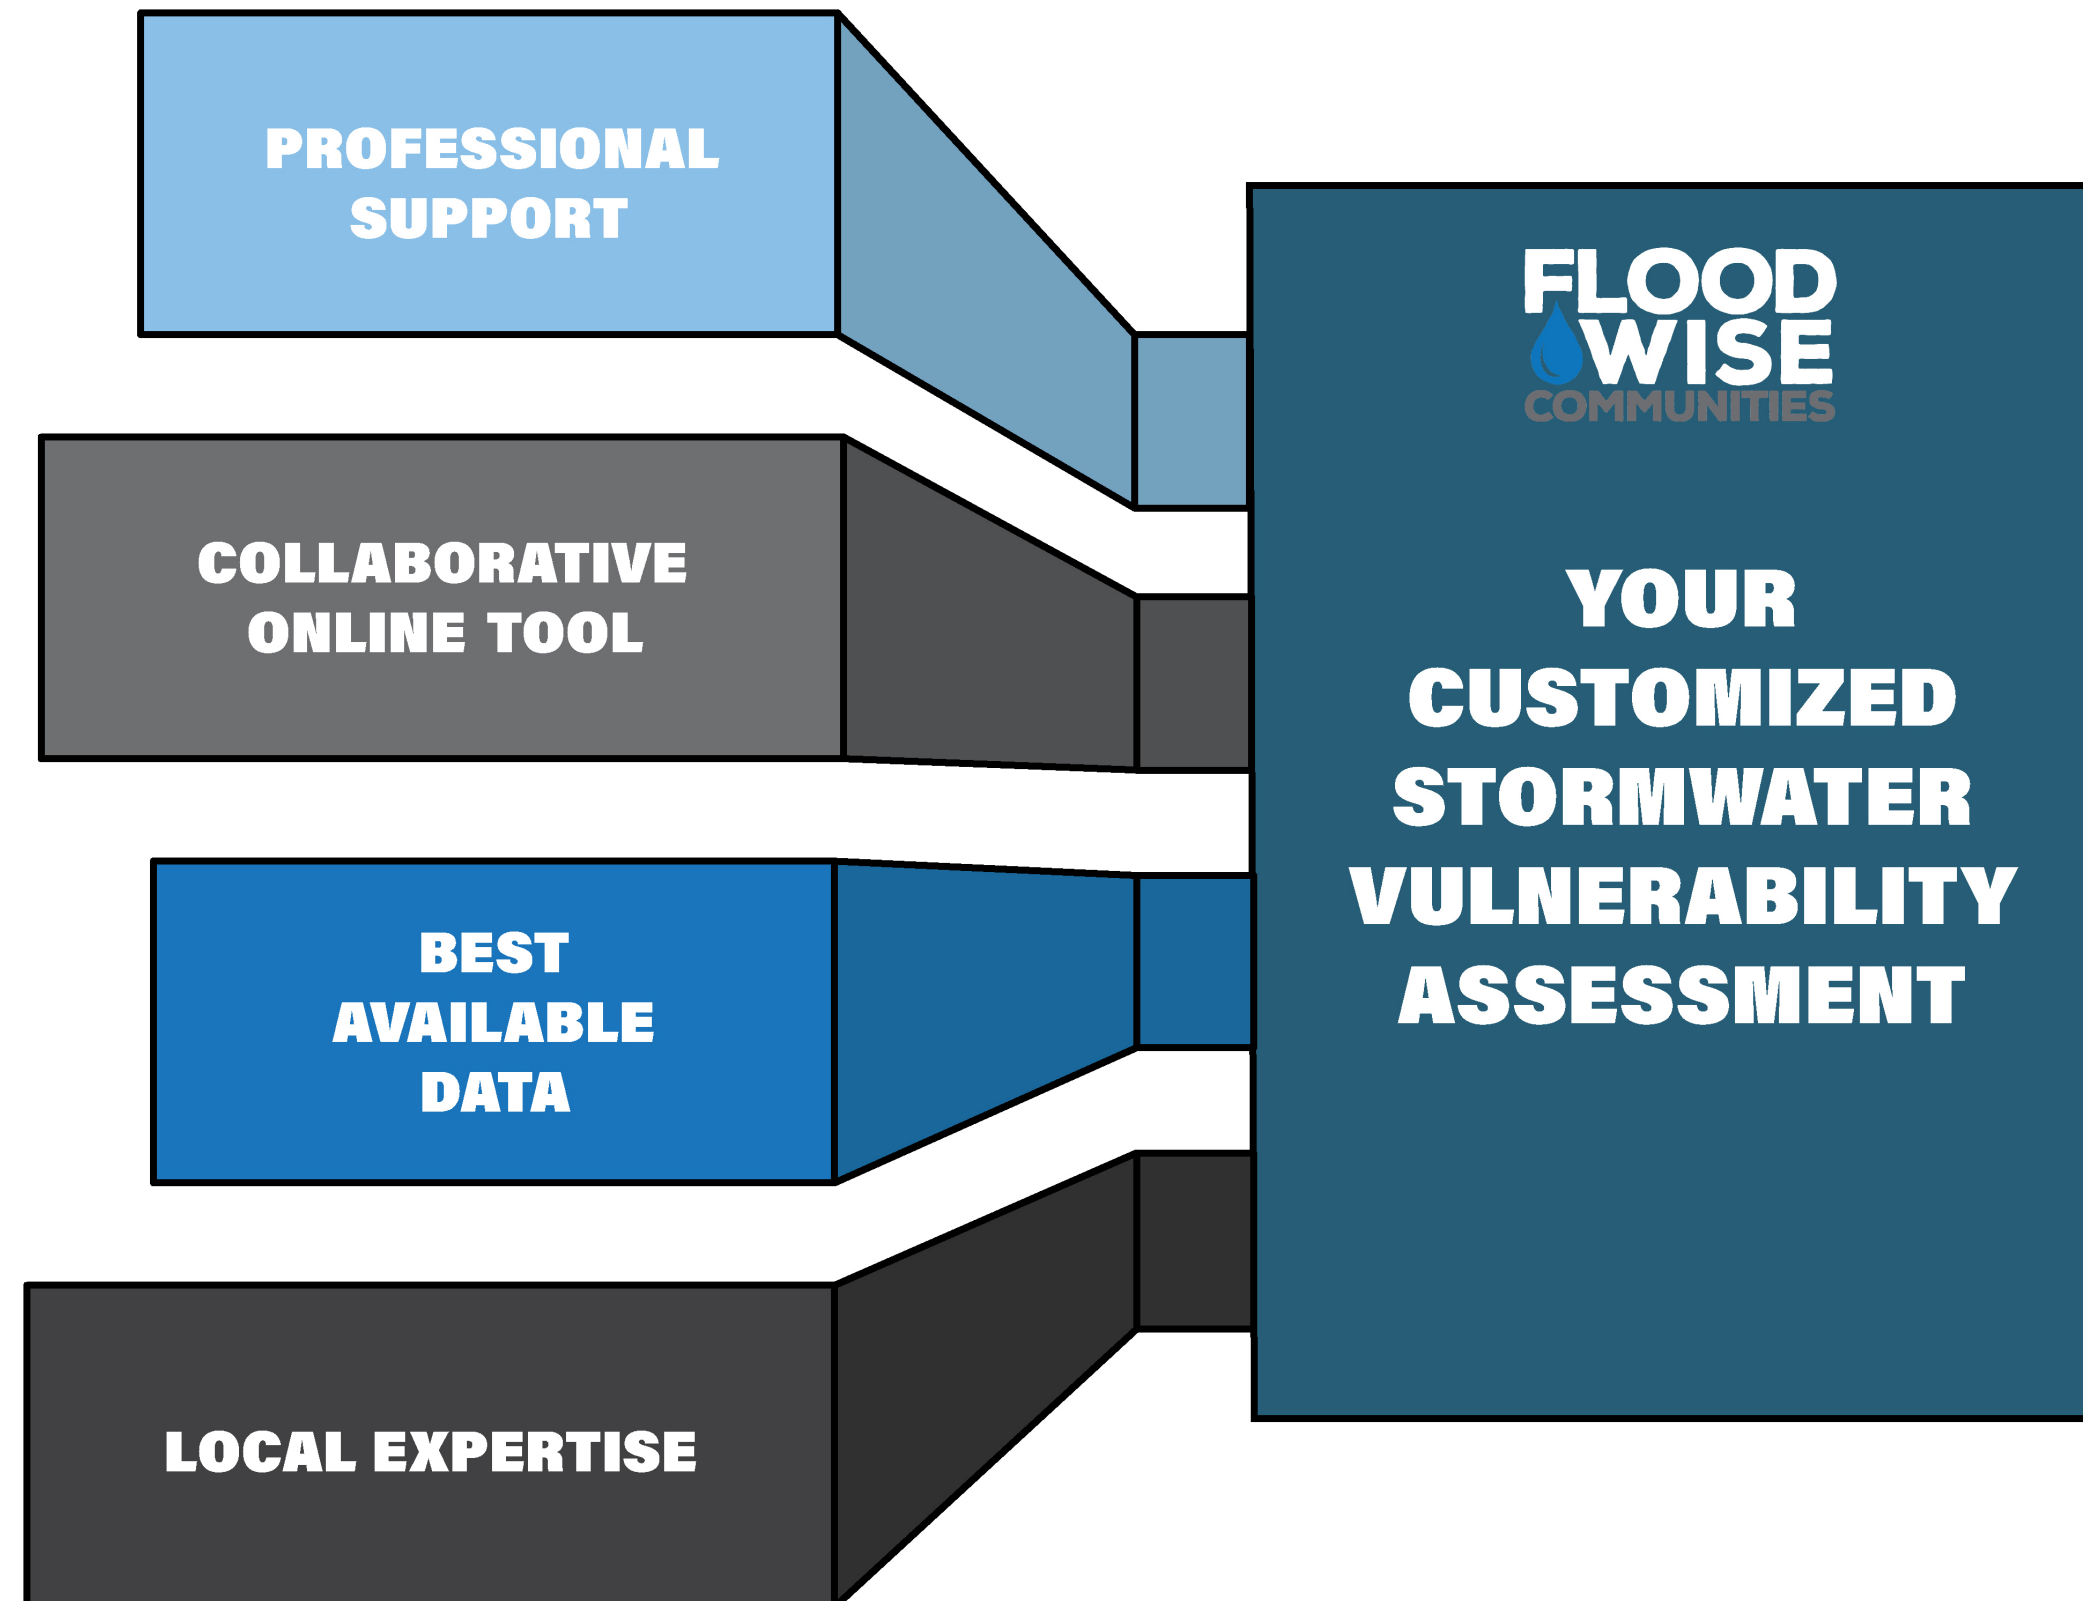 PROFESSIONAL
SUPPORT
COLLABORATIVE
ONLINE TOOL
BEST
AVAILABLE
DATA
LOCAL EXPERTISE
FLOOD
WISE
COMMUNITIES
YOUR
CUSTOMIZED
STORMWATER
VULNERABILITY
ASSESSMENT